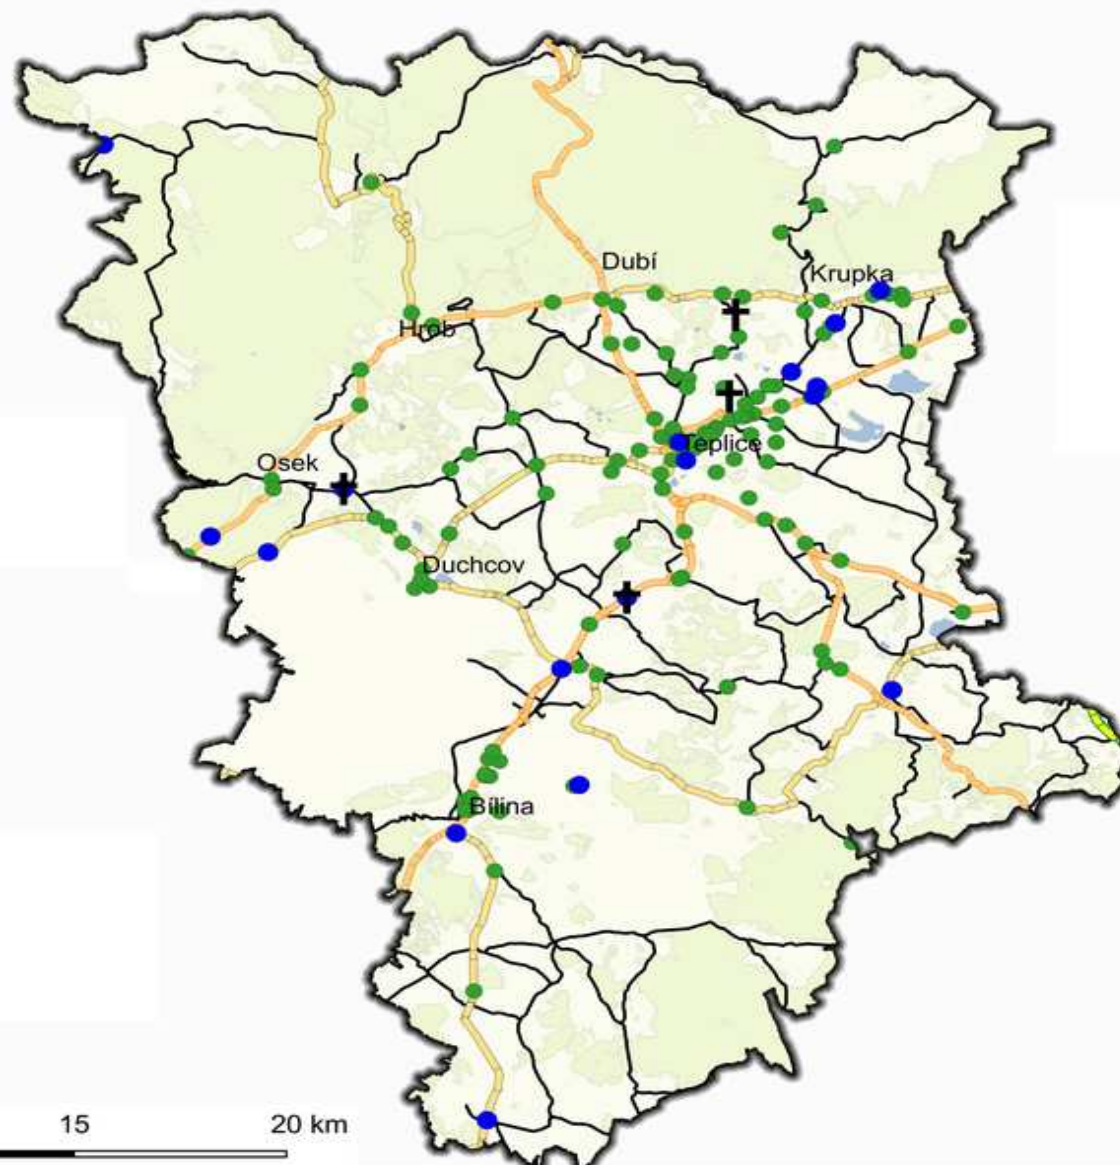 Dubí
Krupka
Hrob
Teplice
Osek
Duchcov
Bílina
15 20 km